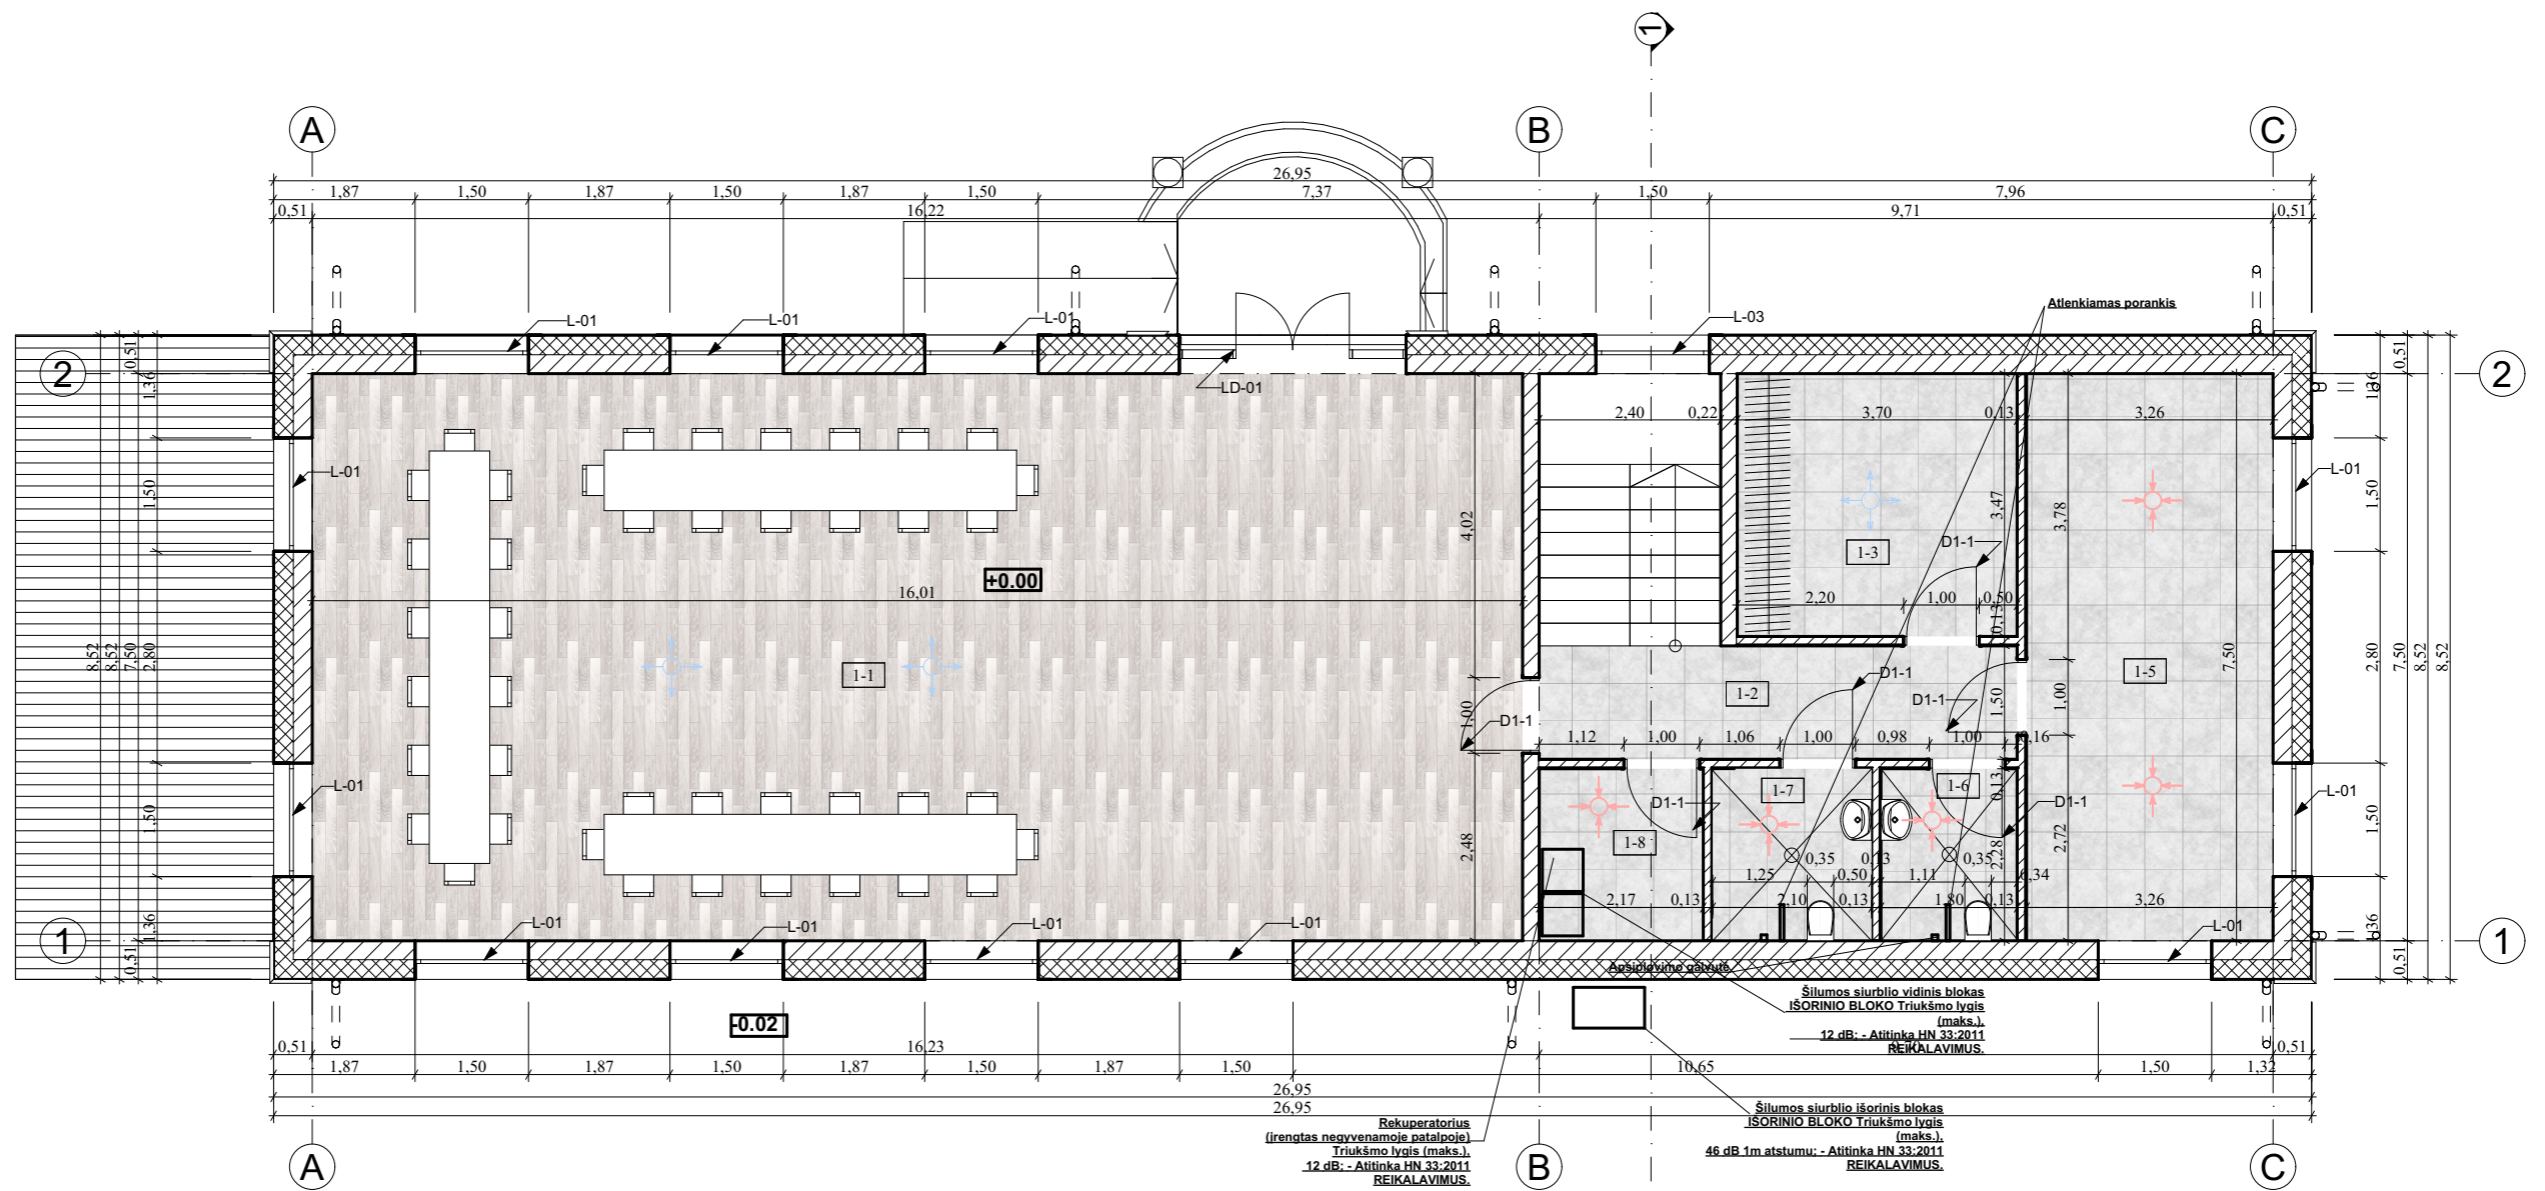 1
A
B
C
26,95
1,87
1,50
1,87
1,50
1,87
1,50
7,37
1,50
7,96
0,51
16,22
9,71
0,51
Atlenkiamas porankis
L-01
L-01
L-01
L-03
LD-01
2
2
0,51
1,36
1,50
8,52
8,52
7,50
2,80
1,50
1,36
0,51
L-01
L-01
2,40
0,22
3,70
0,13
3,26
4,02
3,47
3,78
1-3
D1-1
+0.00
16,01
2,20
1,00
0,50
0,13
1-1
1-2
D1-1
D1-1
1,50
1,00
1-5
7,50
L-01
L-01
0,51
1,50
2,80
7,50
8,52
8,52
1,50
0,51
1,00
D1-1
1,12
1,00
1,06
1,00
0,98
1,00
1-7
1-6
0,13
D1-1
D1-1
1-8
2,48
2,28
2,72
0,35
0,13
0,35
1,25
0,50
1,11
0,34
2,17
0,13
2,10
0,13
1,80
0,13
3,26
1
1
L-01
L-01
L-01
L-01
L-01
Apsiplovimo galvutė
Šilumos siurblio vidinis blokas
IŠORINIO BLOKO Triukšmo lygis
(maks.),
12 dB; - Atitinka HN 33:2011
REIKALAVIMUS.
-0.02
0,51
16,23
0,51
1,87
1,50
1,87
1,50
1,87
1,50
1,87
1,50
10,65
1,50
1,32
26,95
26,95
Rekuperatorius
(įrengtas negyvenamoje patalpoje)
Triukšmo lygis (maks.),
12 dB; - Atitinka HN 33:2011
REIKALAVIMUS.
Šilumos siurblio išorinis blokas
IŠORINIO BLOKO Triukšmo lygis
(maks.),
46 dB 1m atstumu; - Atitinka HN 33:2011
REIKALAVIMUS.
A
B
C